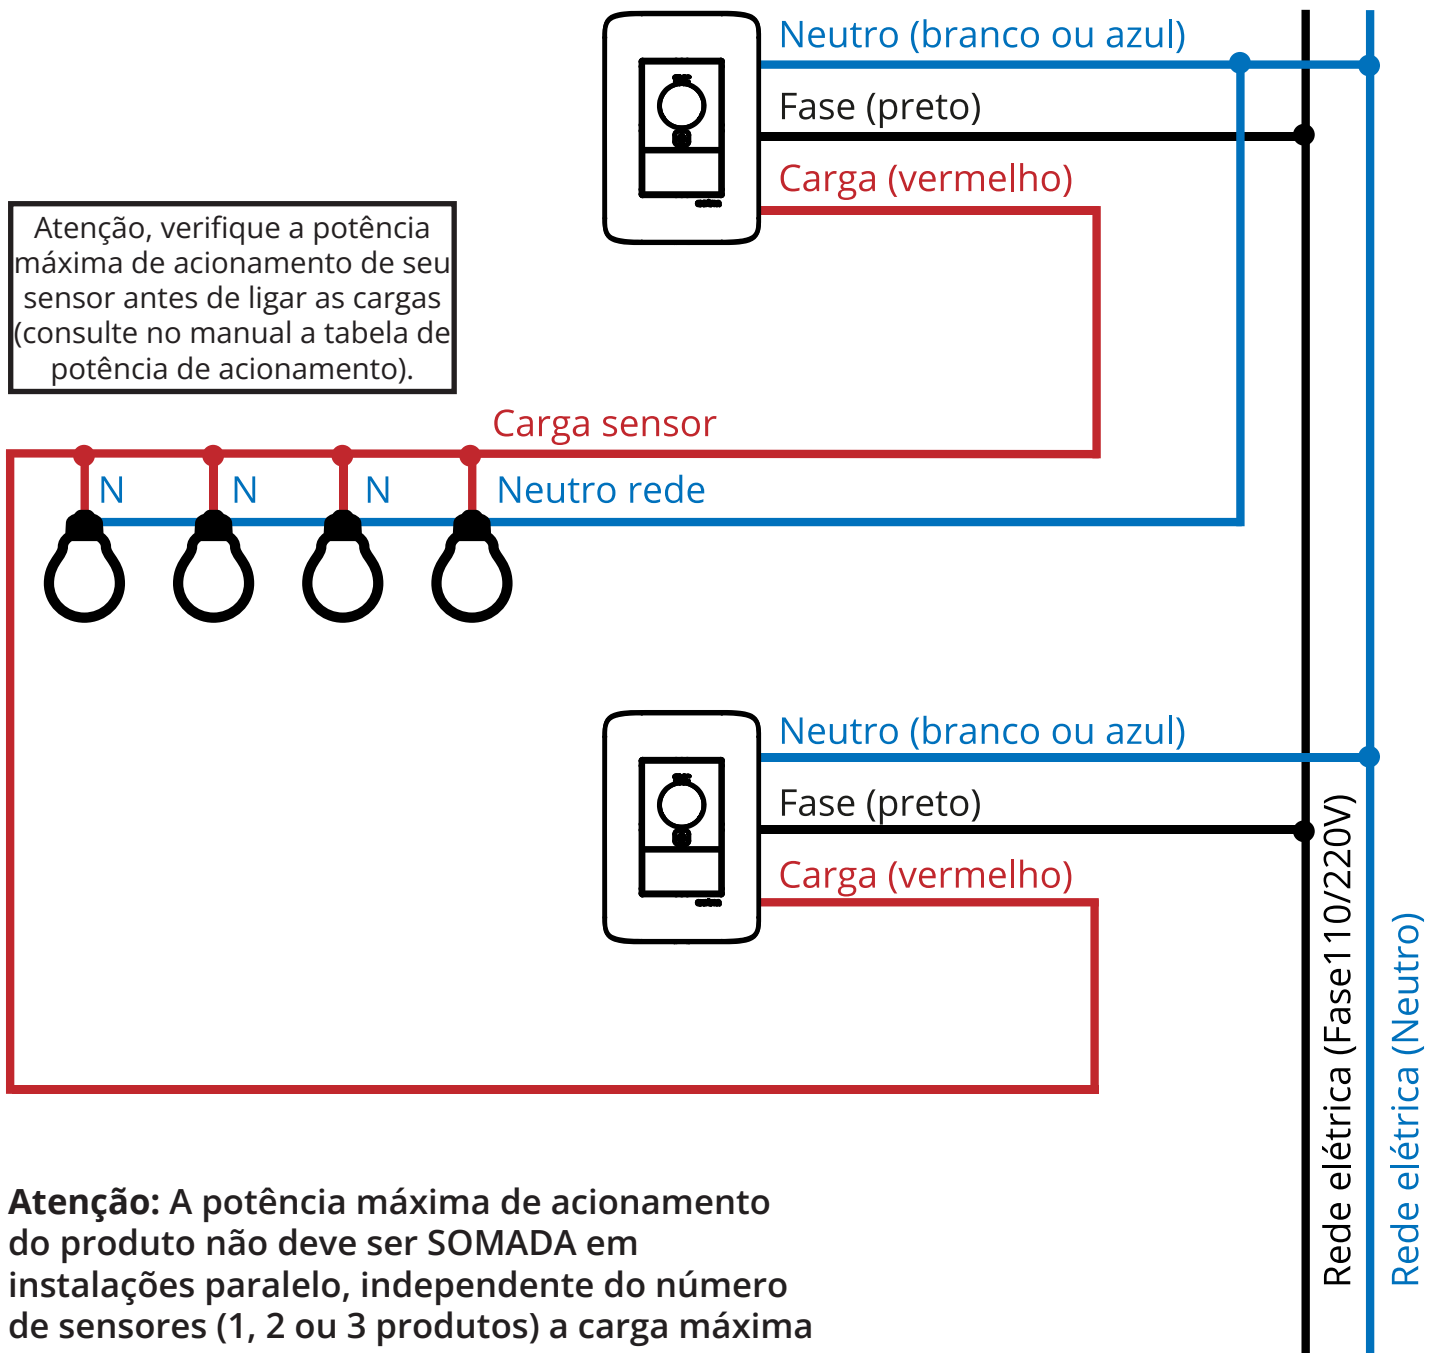 Neutro (branco ou azul)
Fase (preto)
Carga (vermelho)
Atenção, verifique a potência
máxima de acionamento de seu
sensor antes de ligar as cargas
(consulte no manual a tabela de
potência de acionamento).
Carga sensor
N
N
N
Neutro rede
Neutro (branco ou azul)
Fase (preto)
Carga (vermelho)
Rede elétrica (Fase110/220V)
Rede elétrica (Neutro)
Atenção: A potência máxima de acionamento
do produto não deve ser SOMADA em
instalações paralelo, independente do número
de sensores (1, 2 ou 3 produtos) a carga máxima